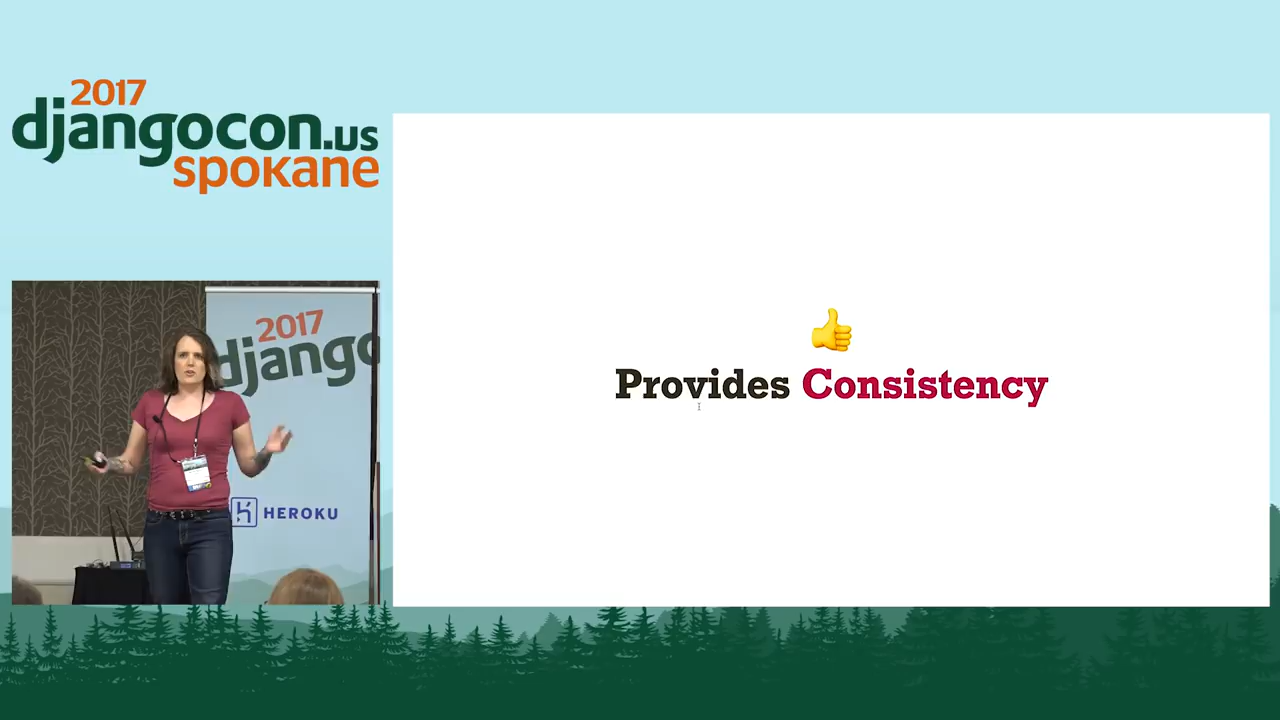 2017
djangocon.us
spokane
2017
django
HEROKU
Provides Consistency